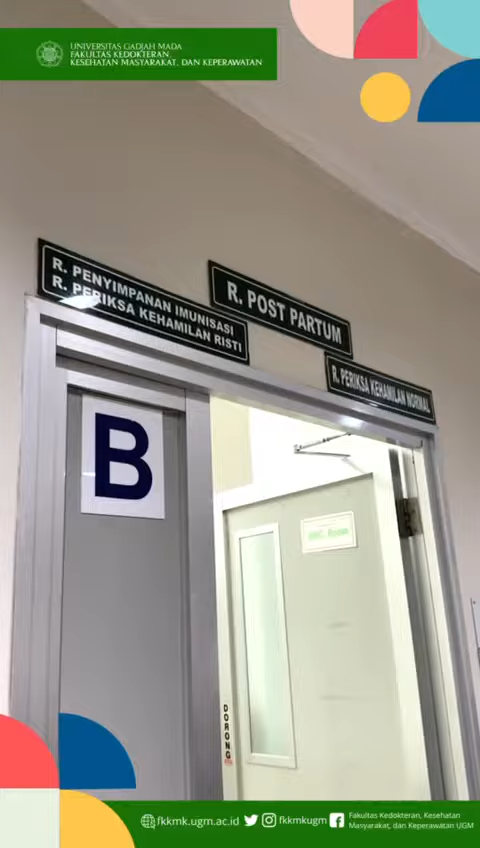 UNIVERSITAS GADJAH MADA
FAKULTAS KEDOKTERAN,
KESEHATAN MASYARAKAT, DAN KEPERAWATAN
R. PENYIMPANAN IMUNISASI
R. PERIKSA KEHAMILAN RISTI
R. POST PARTUM
R. PERIKSA KEHAMILAN NORMAL
B
Room
DORONG
fkkmk.ugm.ac.id
fkkmkugm
Fakultas Kedokteran, Kesehatan
Masyarakat, dan Keperawatan UGM